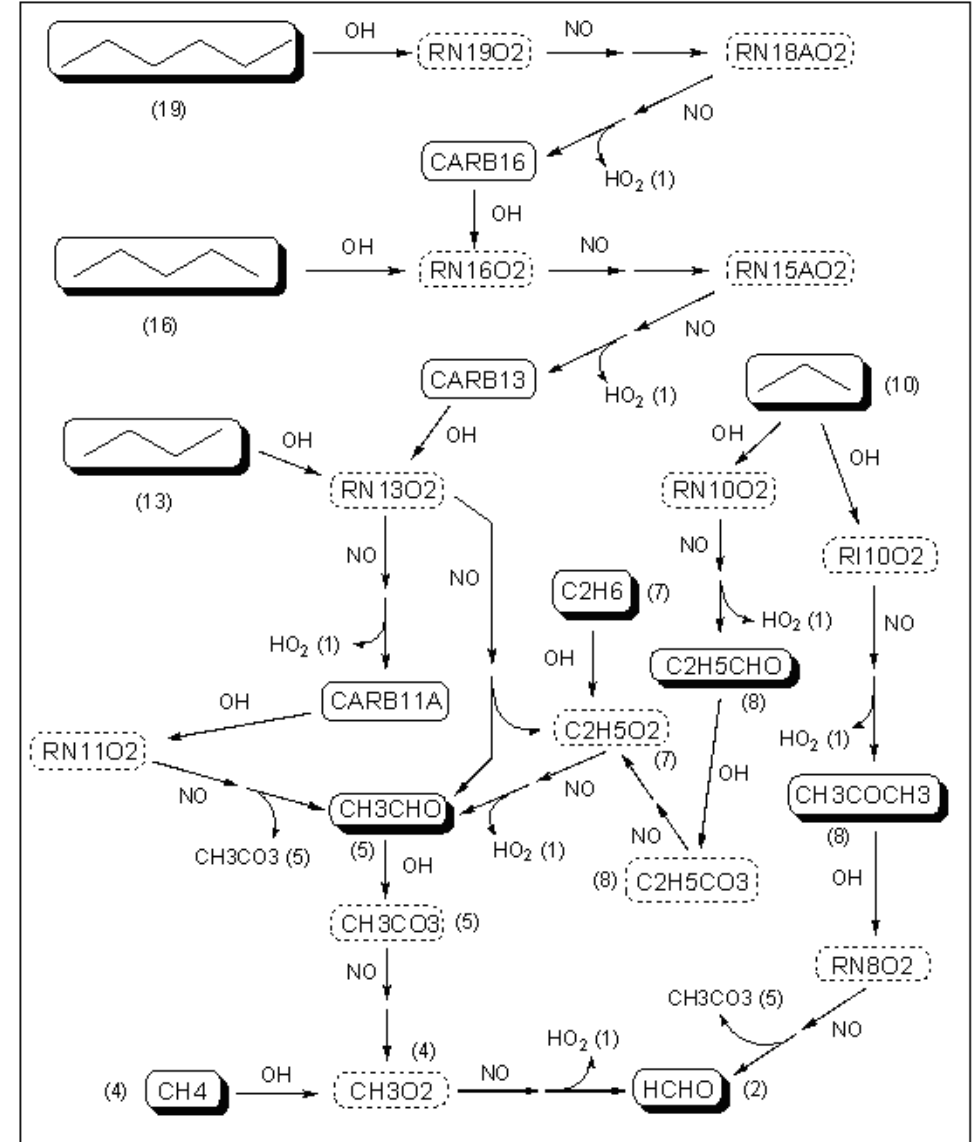 OH
RN19O2
NO
RN18AO2
(19)
NO
CARB16
HO2 (1)
OH
OH
RN16O2
NO
RN15AO2
(16)
NO
CARB13
HO2 (1)
(10)
OH
OH
OH
OH
(13)
RN13O2
RN10O2
NO
NO
NO
RI10O2
C2H6
(7)
HO2 (1)
NO
HO2 (1)
OH
C2H5CHO
(8)
OH
CARB11A
RN11O2
C2H5O2
(7)
HO2 (1)
OH
NO
NO
CH3CHO
CH3COCH3
(5)
CH3CO3 (5)
HO2 (1)
NO
(8)
OH
(8)
C2H5CO3
OH
CH3CO3
(5)
NO
RN8O2
CH3CO3 (5)
NO
HO2 (1)
(4)
(4)
CH4
OH
CH3O2
NO
HCHO
(2)